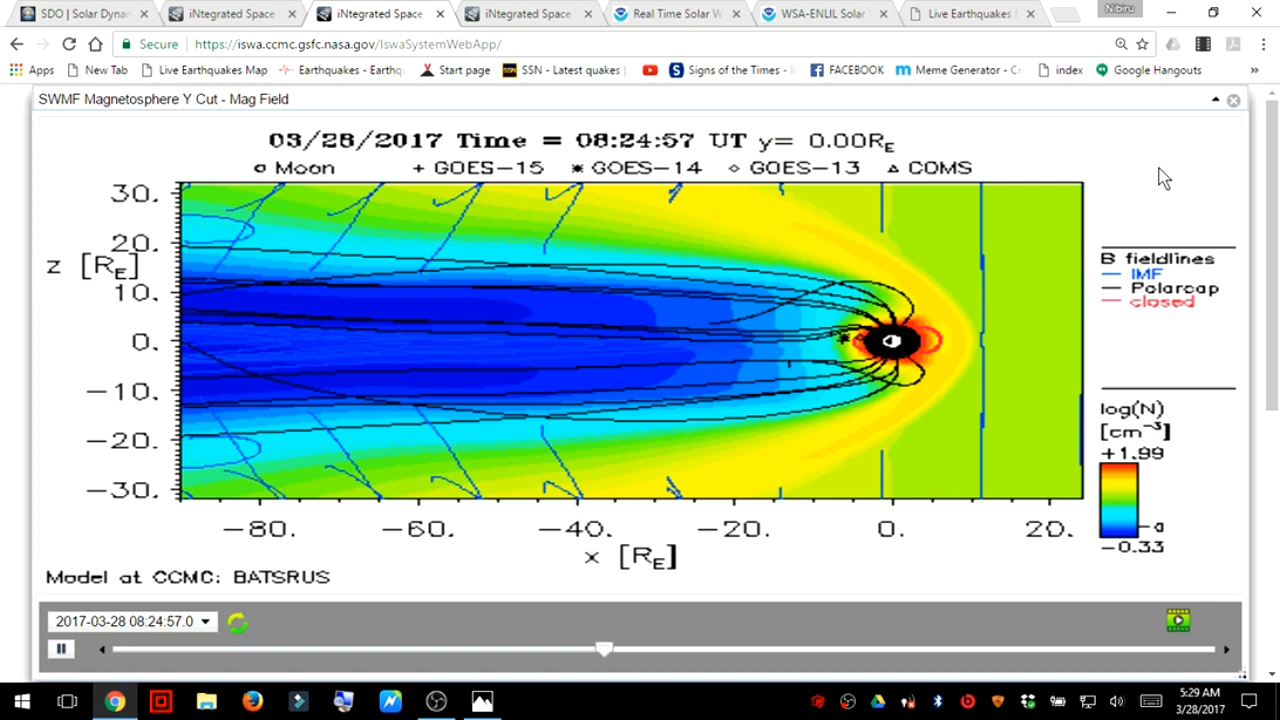 SDO | Solar Dynam
iNtegrated Space
iNtegrated Space
iNtegrated Space
Real Time Solar W
WSA-ENLIL Solar
Live Earthquakes M
Nibiru
Secure
https://iswa.ccmc.gsfc.nasa.gov/IswaSystemWebApp/
Apps
New Tab
Live Earthquakes Map
Earthquakes - Earthq
Start page
SSN
SSN - Latest quakes |
Signs of the Times -
FACEBOOK
Meme Generator - Cr
index
Google Hangouts
»
SWMF Magnetosphere Y Cut - Mag Field
03/28/2017 Time = 08:24:57 UT y= 0.00RE
Moon + GOES-15 * GOES-14 ◇ GOES-13 △ COMS
30.
20.
z [RE]
10.
0.
-10.
-20.
-30.
-80. -60. -40. -20. 0. 20.
x [RE]
B fieldlines
IMF
Polarcap
closed
log(N)
[cm-3]
+1.99
-0.33
Model at CCMC: BATSRUS
2017-03-28 08:24:57.0
5:29 AM
3/28/2017